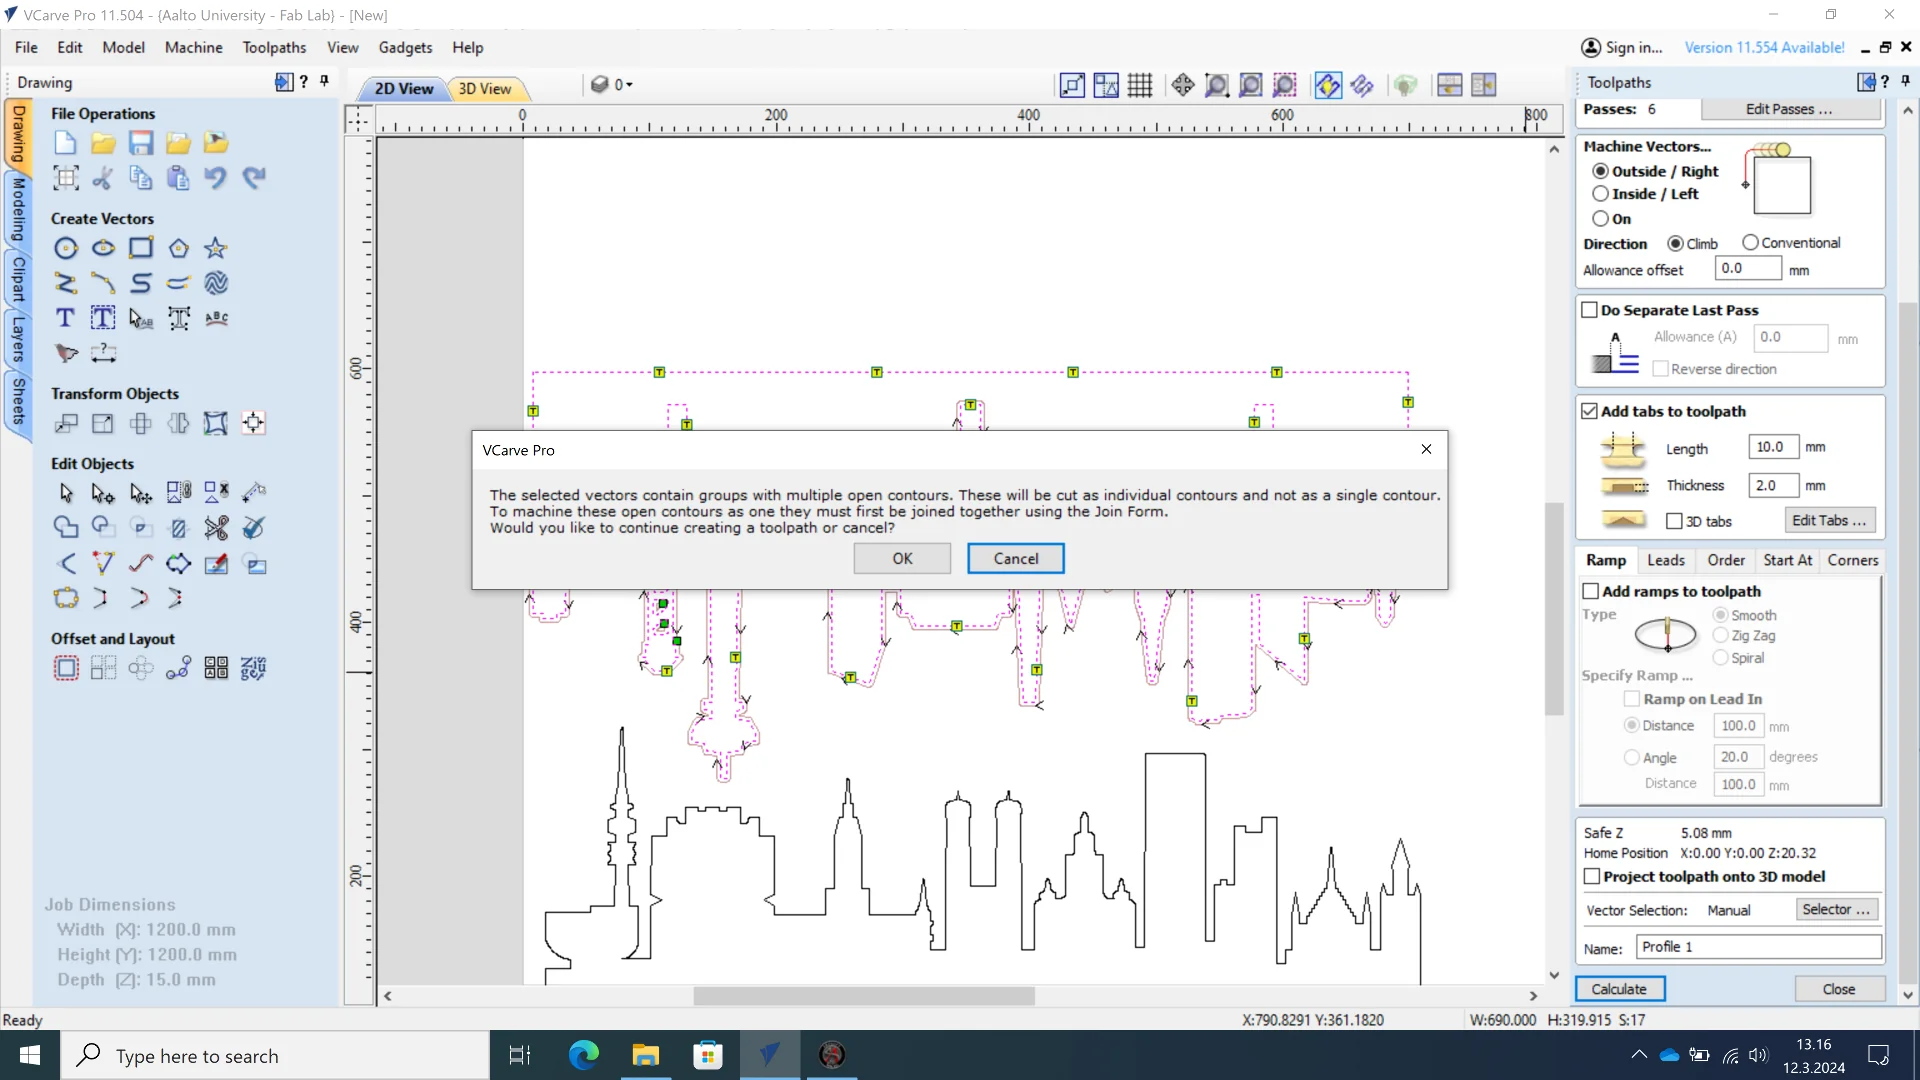 VCarve Pro 11.504 - {Aalto University - Fab Lab} - [New]
File Edit Model Machine Toolpaths View Gadgets Help
Sign in... Version 11.554 Available!
Drawing
2D View 3D View 0
Toolpaths
Drawing
Modeling
Clipart
Layers
Sheets
File Operations
Create Vectors
Transform Objects
Edit Objects
Offset and Layout
Job Dimensions
Width (X): 1200.0 mm
Height (Y): 1200.0 mm
Depth (Z): 15.0 mm
0 200 400 600 800
600
400
200
VCarve Pro
The selected vectors contain groups with multiple open contours. These will be cut as individual contours and not as a single contour.
To machine these open contours as one they must first be joined together using the Join Form.
Would you like to continue creating a toolpath or cancel?
OK Cancel
Passes: 6 Edit Passes ...
Machine Vectors...
Outside / Right
Inside / Left
On
Direction Climb Conventional
Allowance offset 0.0 mm
Do Separate Last Pass
A Allowance (A) 0.0 mm
Reverse direction
Add tabs to toolpath
Length 10.0 mm
Thickness 2.0 mm
3D tabs Edit Tabs ...
Ramp Leads Order Start At Corners
Add ramps to toolpath
Type Smooth
Zig Zag
Spiral
Specify Ramp ...
Ramp on Lead In
Distance 100.0 mm
Angle 20.0 degrees
Distance 100.0 mm
Safe Z 5.08 mm
Home Position X:0.00 Y:0.00 Z:20.32
Project toolpath onto 3D model
Vector Selection: Manual Selector ...
Name: Profile 1
Calculate Close
Ready X:790.8291 Y:361.1820 W:690.000 H:319.915 S:17
Type here to search
13.16
12.3.2024